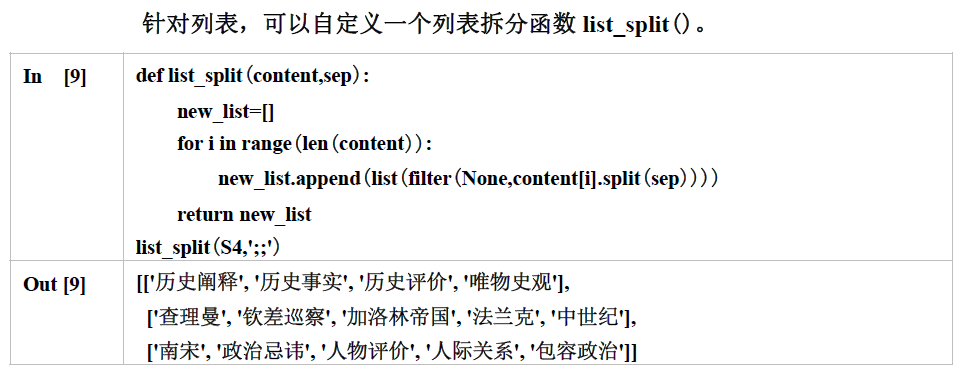 针对列表，可以自定义一个列表拆分函数 list_split()。
In [9]
def list_split(content,sep):
new_list=[]
for i in range(len(content)):
new_list.append(list(filter(None,content[i].split(sep))))
return new_list
list_split(S4,';;')
Out [9]
[['历史阐释', '历史事实', '历史评价', '唯物史观'],
['查理曼', '钦差巡察', '加洛林帝国', '法兰克', '中世纪'],
['南宋', '政治忌讳', '人物评价', '人际关系', '包容政治']]